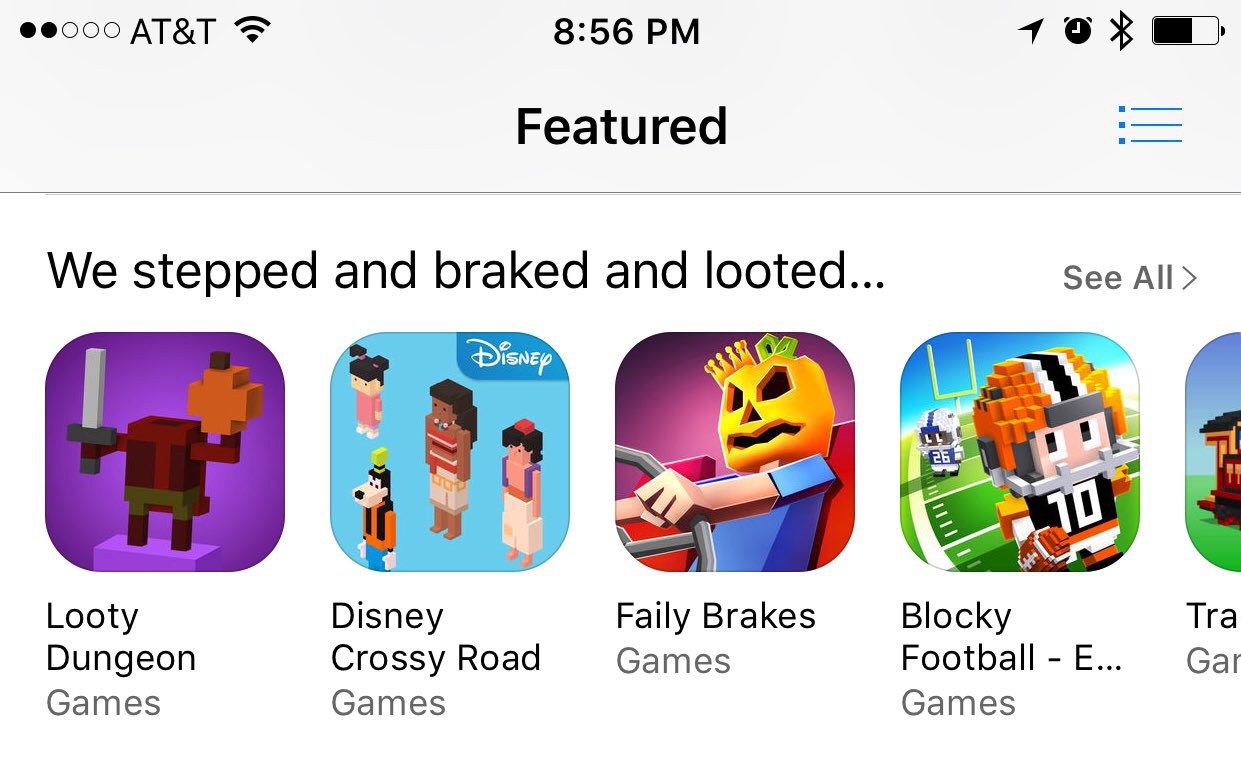 AT&T 8:56 PM
Featured
We stepped and braked and looted...
See All
Disney
26
10
Looty
Dungeon
Games
Disney
Crossy Road
Games
Faily Brakes
Games
Blocky
Football - E...
Games
Tra
Gar